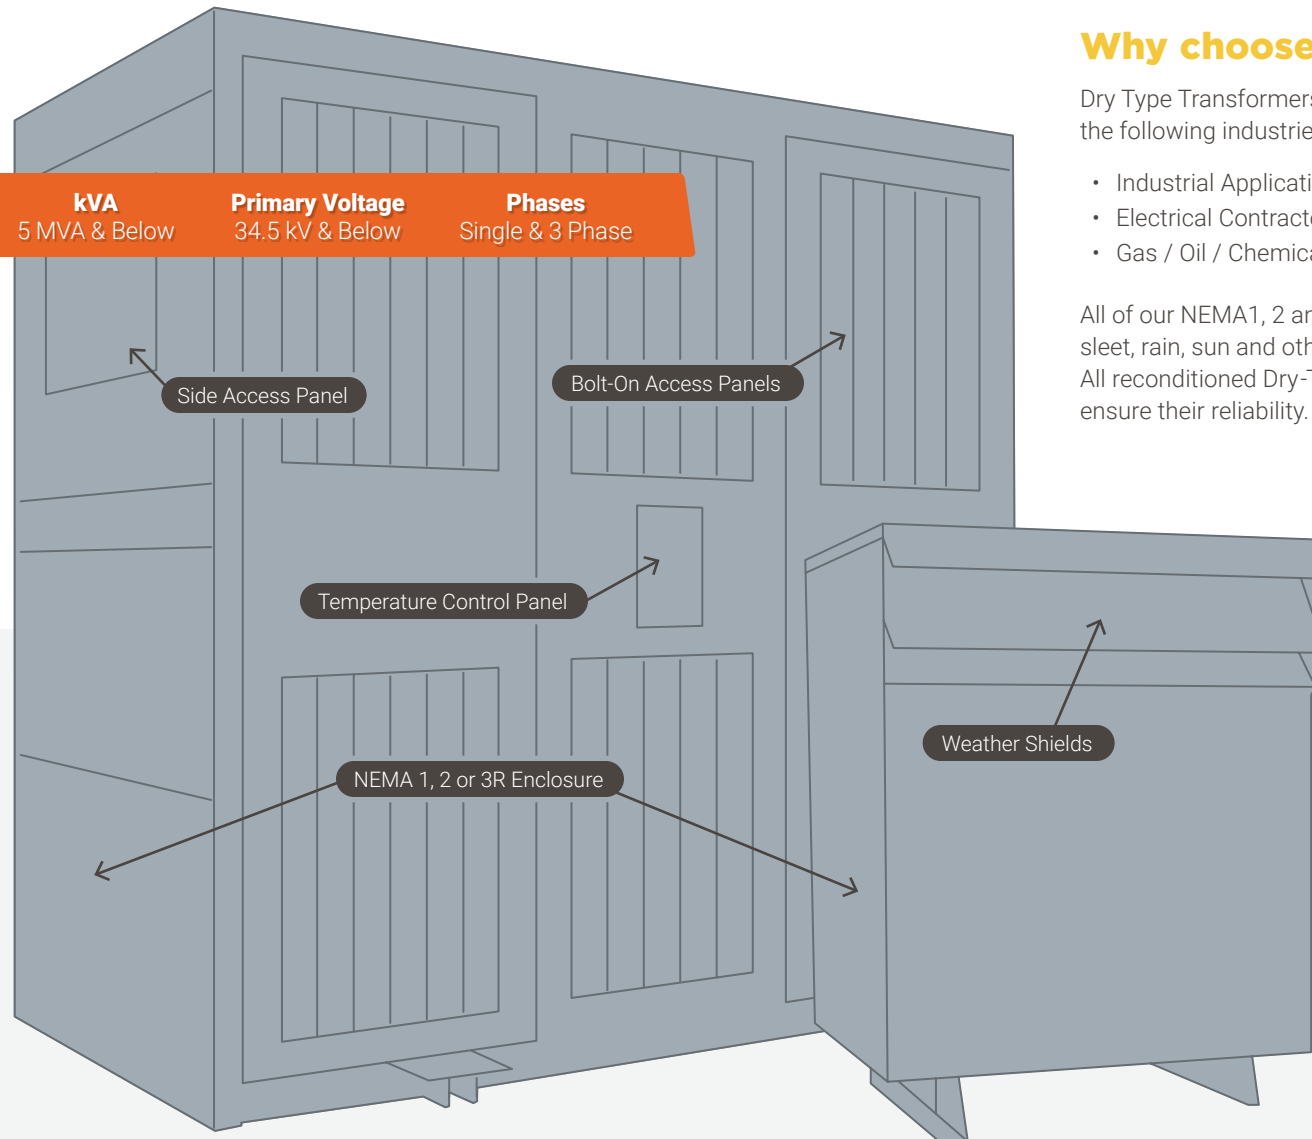 Why choose
Dry Type Transformers
the following industrie
• Industrial Applicati
• Electrical Contract
• Gas / Oil / Chemica
All of our NEMA1, 2 an
sleet, rain, sun and oth
All reconditioned Dry-T
ensure their reliability.
kVA Primary Voltage Phases
5 MVA & Below 34.5 kV & Below Single & 3 Phase
Side Access Panel
Bolt-On Access Panels
Temperature Control Panel
Weather Shields
NEMA 1, 2 or 3R Enclosure